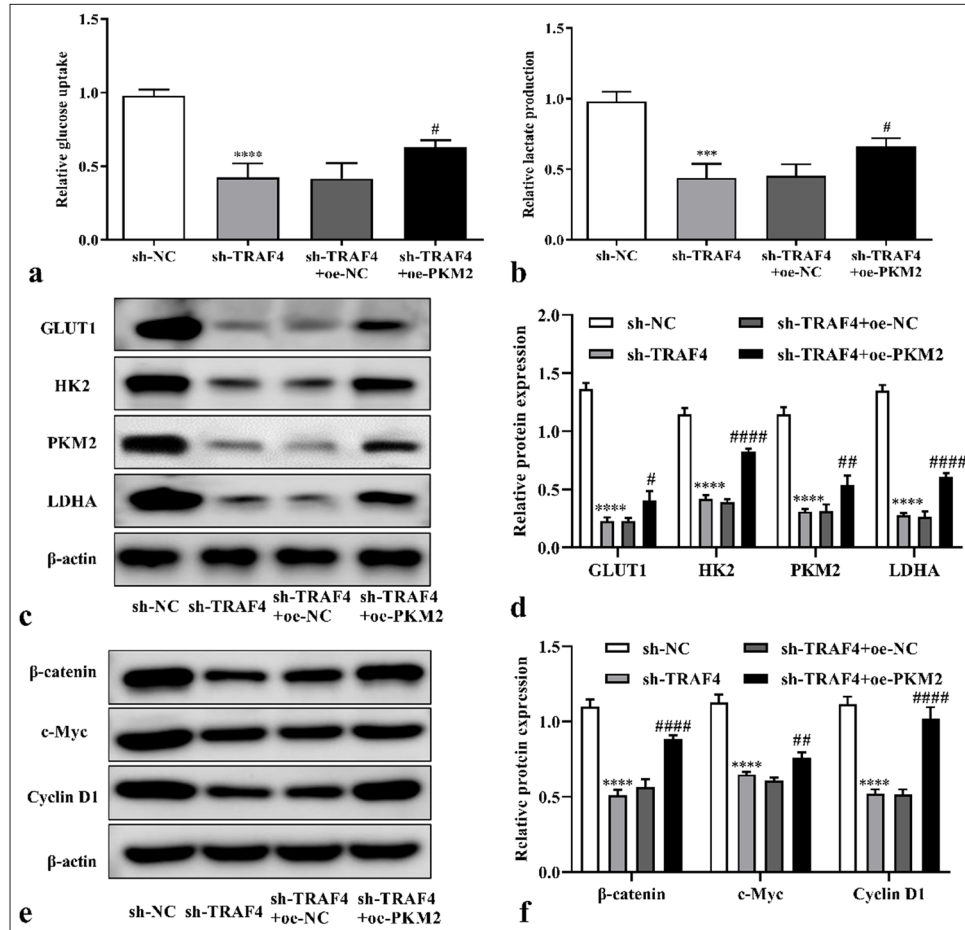 1.5
1.0
0.5
0.0
Relative glucose uptake
****
#
sh-NC
sh-TRAF4
sh-TRAF4
+oe-NC
sh-TRAF4
+oe-PKM2
a
1.5
1.0
0.5
0.0
Relative lactate production
***
#
sh-NC
sh-TRAF4
sh-TRAF4
+oe-NC
sh-TRAF4
+oe-PKM2
b
GLUT1
HK2
PKM2
LDHA
β-actin
sh-NC
sh-TRAF4
sh-TRAF4
+oe-NC
sh-TRAF4
+oe-PKM2
c
2.0
1.5
1.0
0.5
0.0
Relative protein expression
sh-NC
sh-TRAF4
sh-TRAF4+oe-NC
sh-TRAF4+oe-PKM2
****
#
****
####
****
##
****
####
GLUT1
HK2
PKM2
LDHA
d
β-catenin
c-Myc
Cyclin D1
β-actin
sh-NC
sh-TRAF4
sh-TRAF4
+oe-NC
sh-TRAF4
+oe-PKM2
e
1.5
1.0
0.5
0.0
Relative protein expression
sh-NC
sh-TRAF4
sh-TRAF4+oe-NC
sh-TRAF4+oe-PKM2
****
####
****
##
****
####
β-catenin
c-Myc
Cyclin D1
f